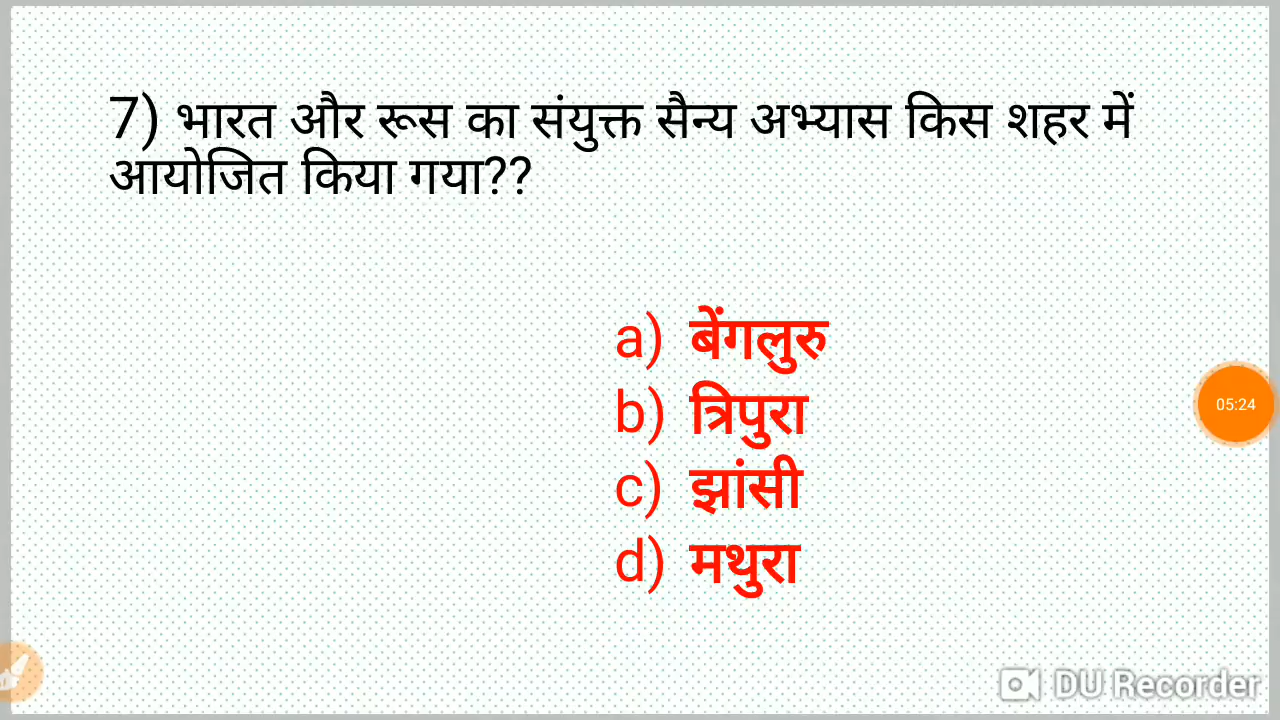 7) भारत और रूस का संयुक्त सैन्य अभ्यास किस शहर में
आयोजित किया गया??
a) बेंगलुरु
b) त्रिपुरा
c) झांसी
d) मथुरा
05:24
DU Recorder